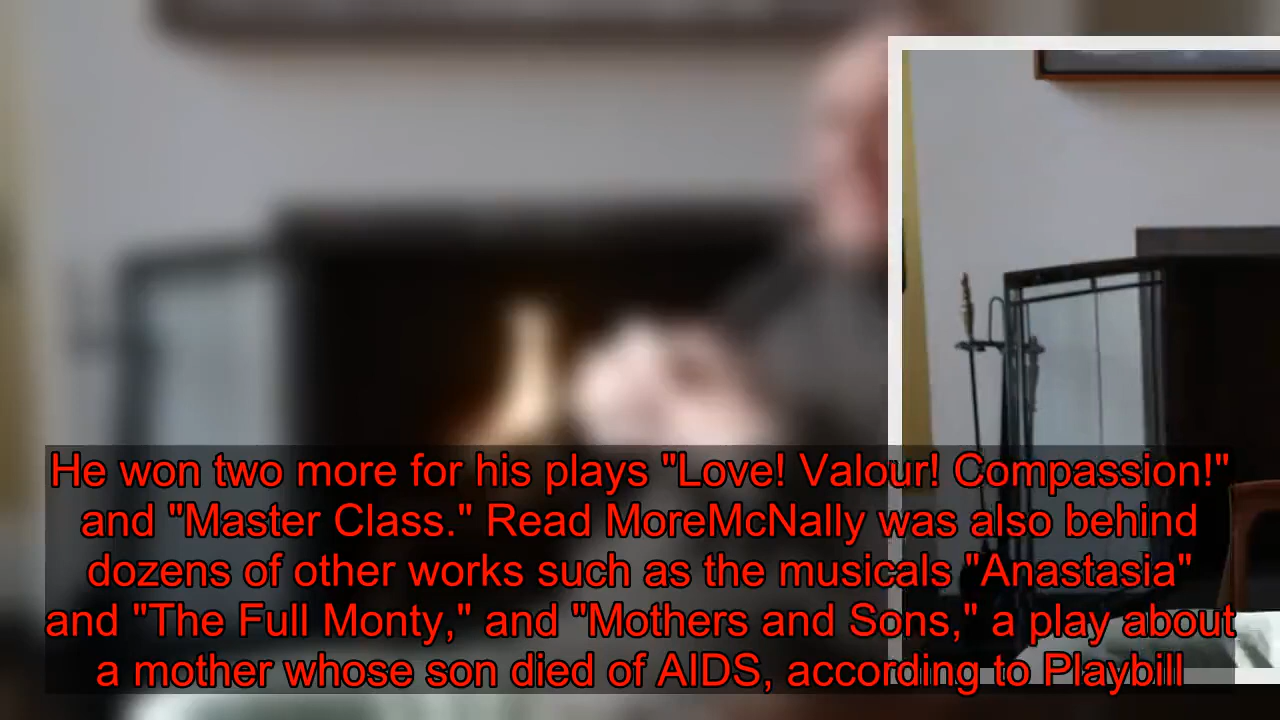 He won two more for his plays "Love! Valour! Compassion!"
and "Master Class." Read MoreMcNally was also behind
dozens of other works such as the musicals "Anastasia"
and "The Full Monty," and "Mothers and Sons," a play about
a mother whose son died of AIDS, according to Playbill